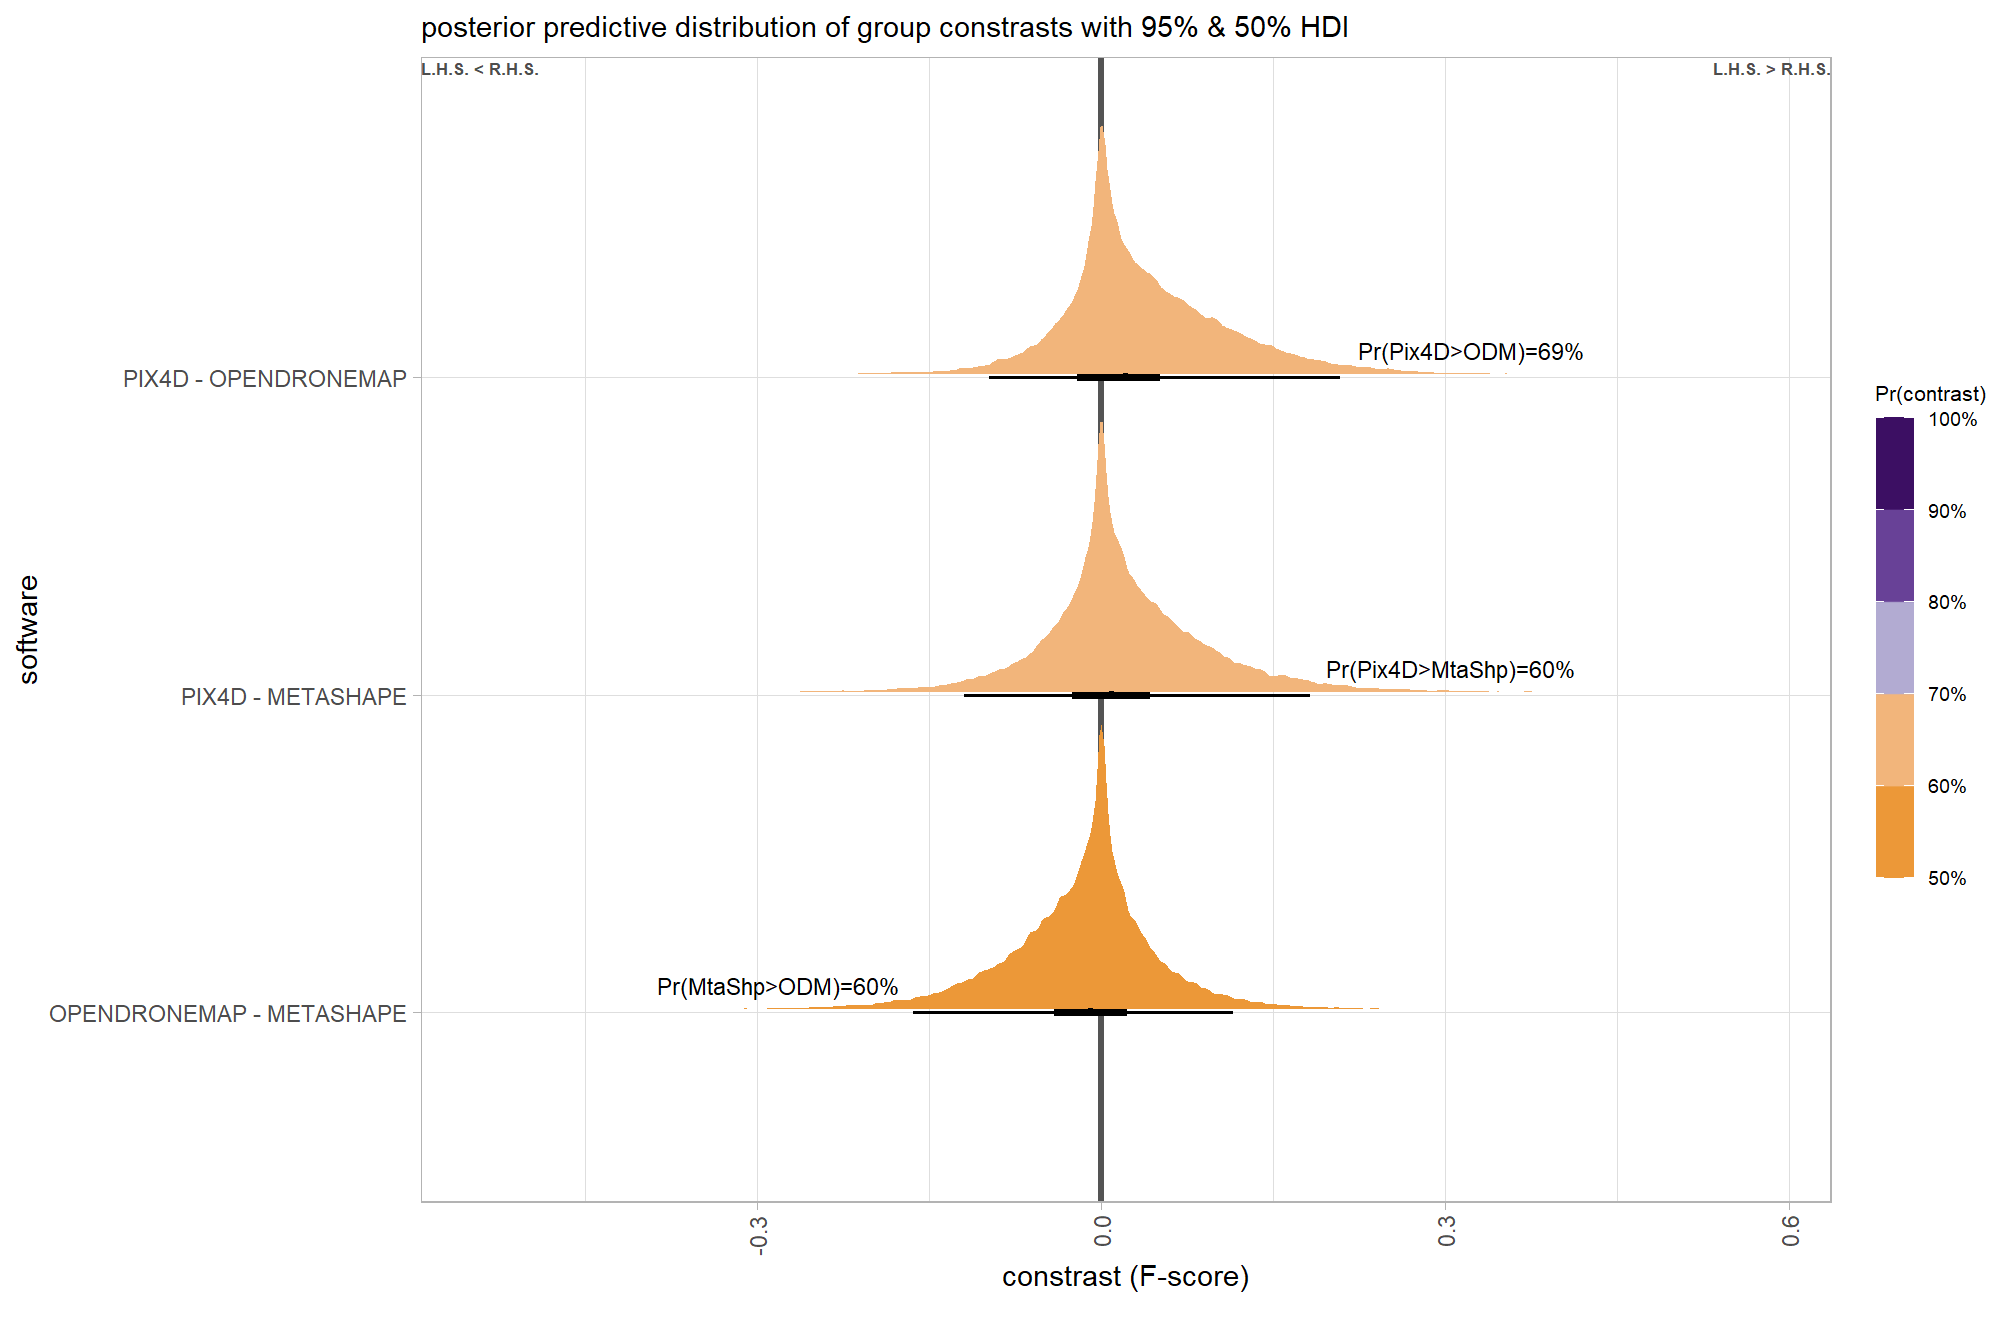 posterior predictive distribution of group constrasts with 95% & 50% HDI
L.H.S. < R.H.S.
L.H.S. > R.H.S.
Pr(Pix4D>ODM)=69%
PIX4D - OPENDRONEMAP
Pr(Pix4D>MtaShp)=60%
PIX4D - METASHAPE
Pr(MtaShp>ODM)=60%
OPENDRONEMAP - METASHAPE
software
-0.3
0.0
0.3
0.6
constrast (F-score)
Pr(contrast)
100%
90%
80%
70%
60%
50%